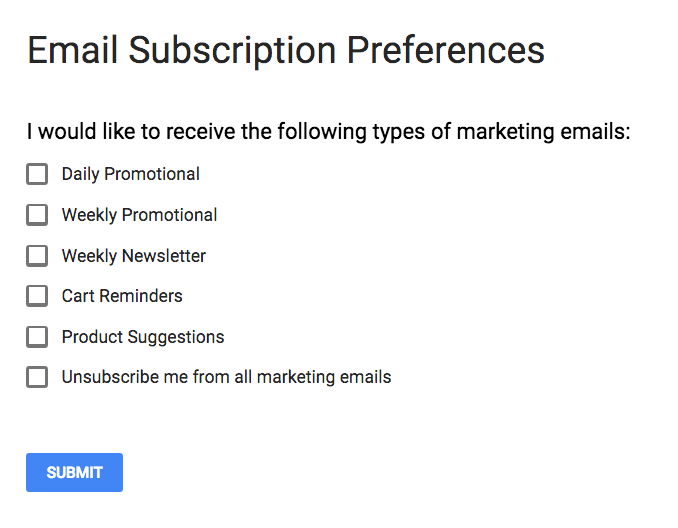 Email Subscription Preferences
I would like to receive the following types of marketing emails:
Daily Promotional
Weekly Promotional
Weekly Newsletter
Cart Reminders
Product Suggestions
Unsubscribe me from all marketing emails
SUBMIT